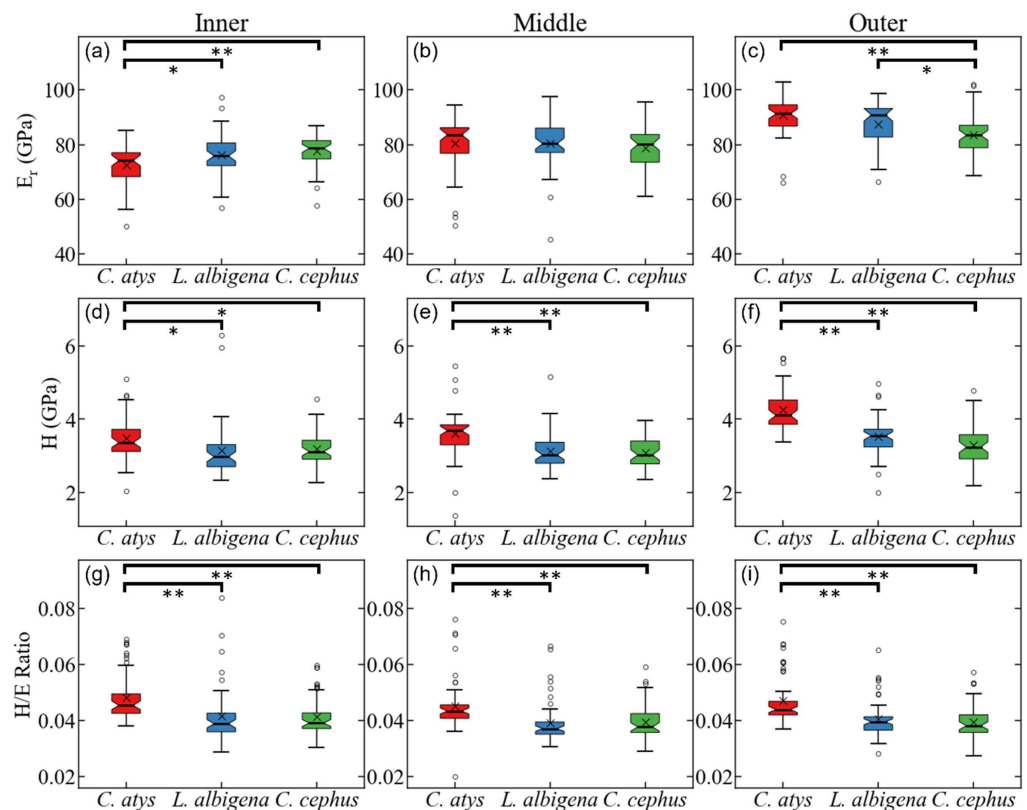 Inner Middle Outer
(a) ** (b) (c) **
* *
100 100 100
80 80 80
60 60 60
40 40 40
E_r (GPa)
C. atys L. albigena C. cephus C. atys L. albigena C. cephus C. atys L. albigena C. cephus
(d) * (e) ** (f) **
* ** **
6 6 6
4 4 4
2 2 2
H (GPa)
C. atys L. albigena C. cephus C. atys L. albigena C. cephus C. atys L. albigena C. cephus
(g) ** (h) ** (i) **
** ** **
0.08 0.08 0.08
0.06 0.06 0.06
0.04 0.04 0.04
0.02 0.02 0.02
H/E Ratio
C. atys L. albigena C. cephus C. atys L. albigena C. cephus C. atys L. albigena C. cephus